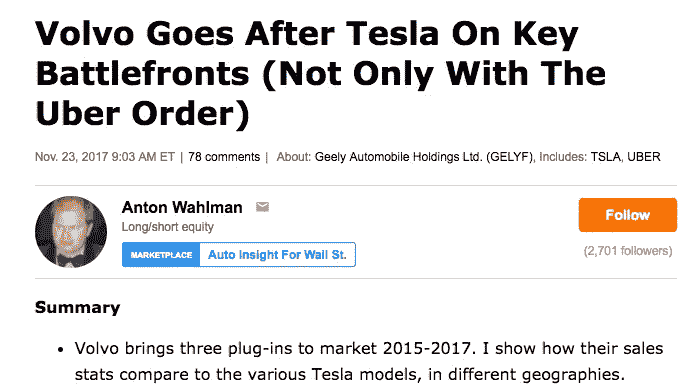 Volvo Goes After Tesla On Key
Battlefronts (Not Only With The
Uber Order)
Nov. 23, 2017 9:03 AM ET | 78 comments | About: Geely Automobile Holdings Ltd. (GELYF), Includes: TSLA, UBER
Anton Wahlman
Long/short equity
MARKETPLACE Auto Insight For Wall St.
Follow
(2,701 followers)
Summary
• Volvo brings three plug-ins to market 2015-2017. I show how their sales
stats compare to the various Tesla models, in different geographies.